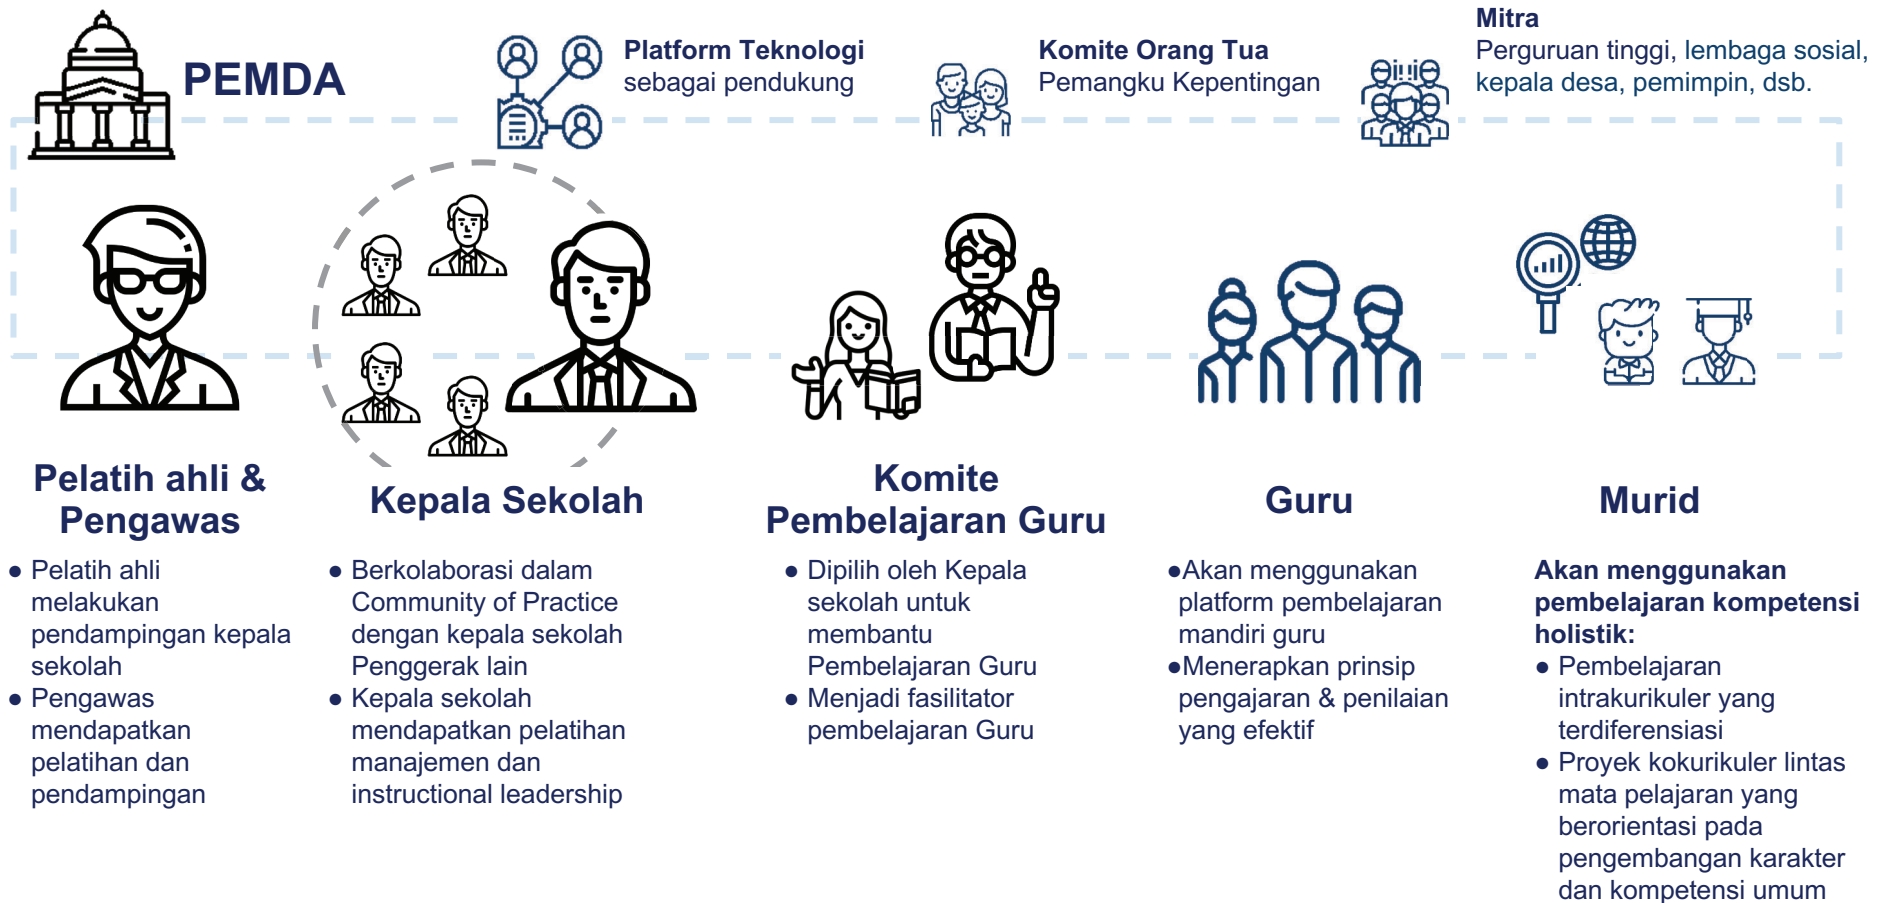 PEMDA
Platform Teknologi
sebagai pendukung
Komite Orang Tua
Pemangku Kepentingan
Mitra
Perguruan tinggi, lembaga sosial,
kepala desa, pemimpin, dsb.
Pelatih ahli &
Pengawas
● Pelatih ahli
melakukan
pendampingan kepala
sekolah
● Pengawas
mendapatkan
pelatihan dan
pendampingan
Kepala Sekolah
● Berkolaborasi dalam
Community of Practice
dengan kepala sekolah
Penggerak lain
● Kepala sekolah
mendapatkan pelatihan
manajemen dan
instructional leadership
Komite
Pembelajaran Guru
● Dipilih oleh Kepala
sekolah untuk
membantu
Pembelajaran Guru
● Menjadi fasilitator
pembelajaran Guru
Guru
●Akan menggunakan
platform pembelajaran
mandiri guru
●Menerapkan prinsip
pengajaran & penilaian
yang efektif
Murid
Akan menggunakan
pembelajaran kompetensi
holistik:
● Pembelajaran
intrakurikuler yang
terdiferensiasi
● Proyek kokurikuler lintas
mata pelajaran yang
berorientasi pada
pengembangan karakter
dan kompetensi umum